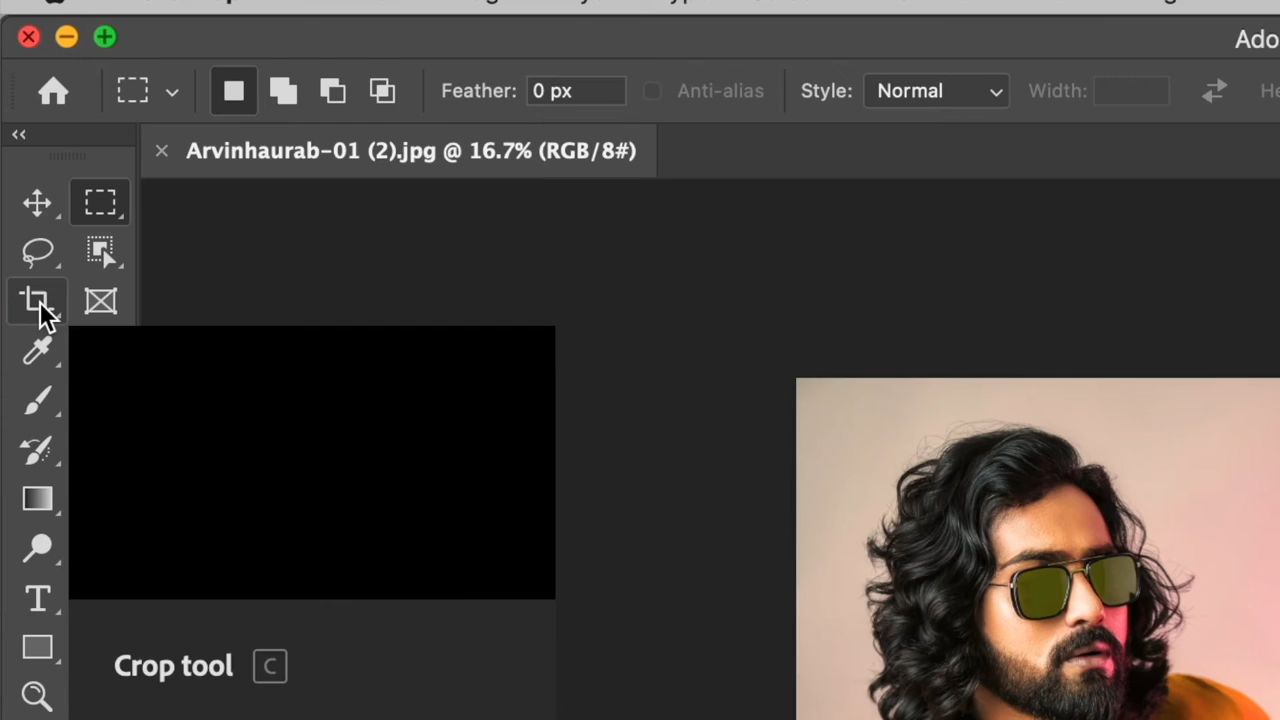 Ado
Feather: 0 px Anti-alias Style: Normal Width: He
Arvinhaurab-01 (2).jpg @ 16.7% (RGB/8#)
T
Crop tool C